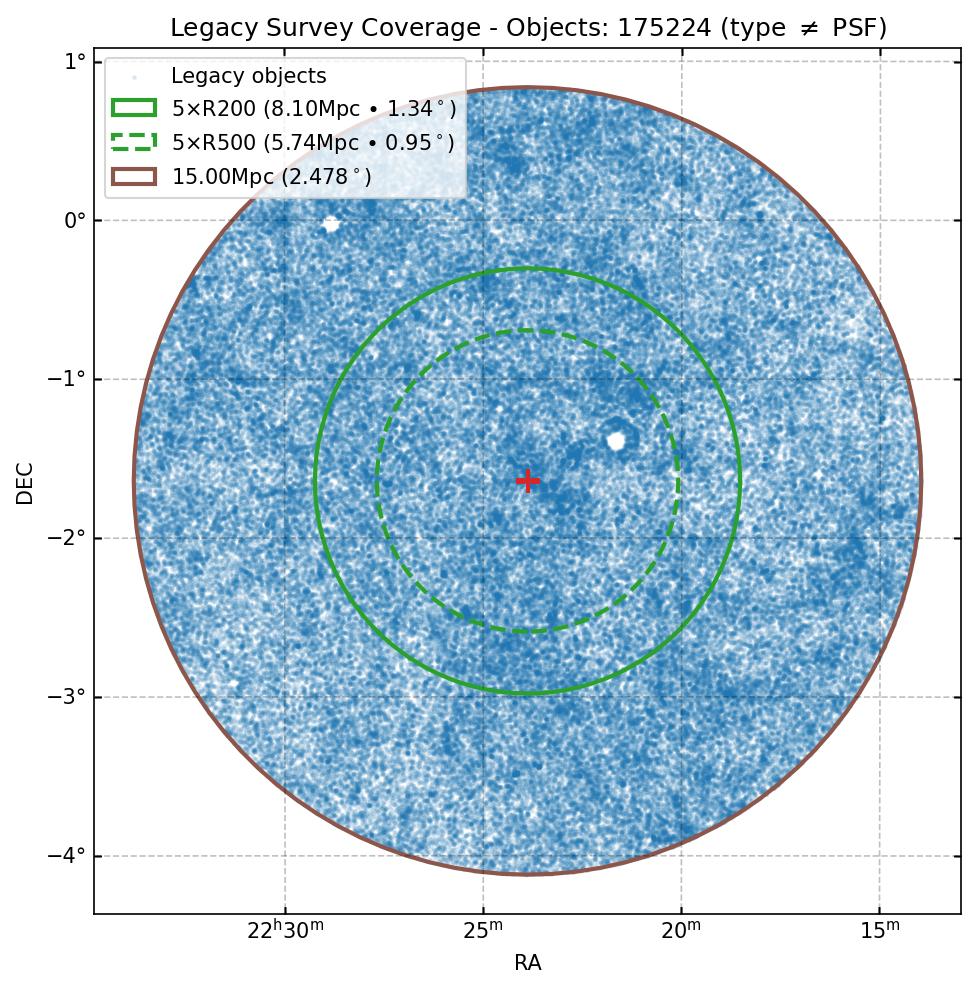 Legacy Survey Coverage - Objects: 175224 (type ≠ PSF)
Legacy objects
5×R200 (8.10Mpc • 1.34°)
5×R500 (5.74Mpc • 0.95°)
15.00Mpc (2.478°)
1°
0°
−1°
−2°
−3°
−4°
DEC
22ʰ30ᵐ 25ᵐ 20ᵐ 15ᵐ
RA